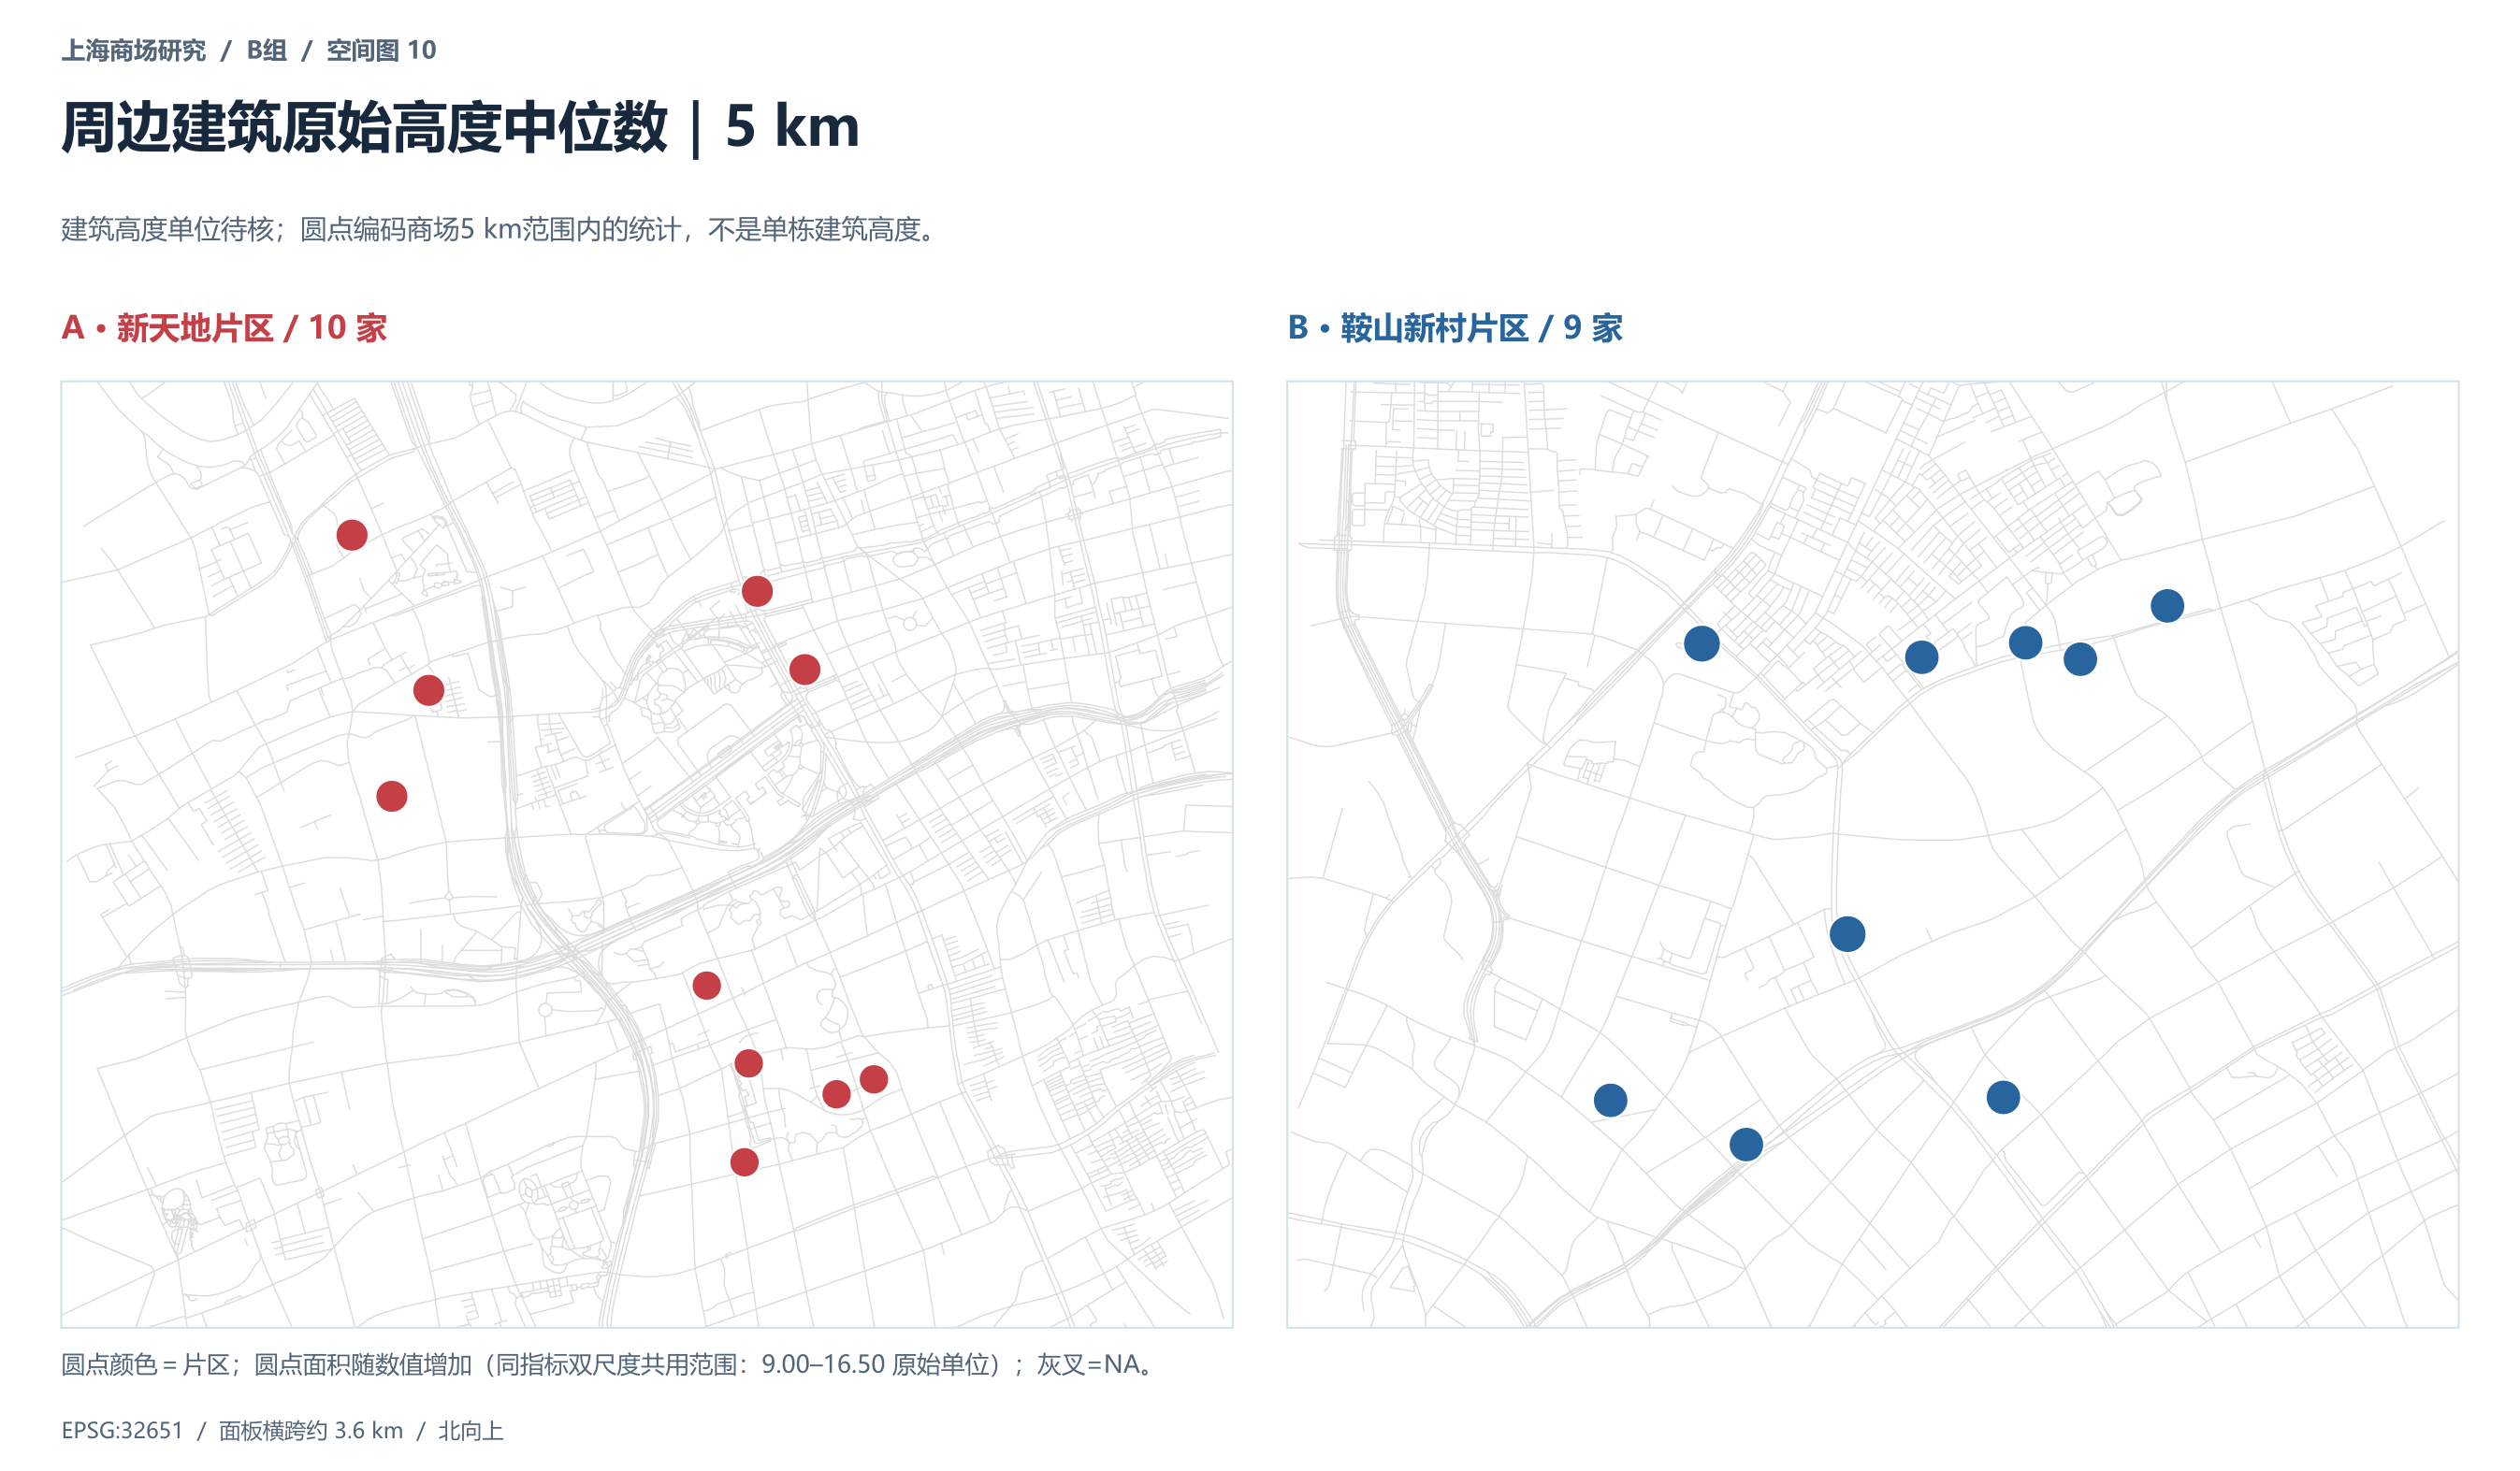 上海商场研究 / B组 / 空间图 10
周边建筑原始高度中位数 | 5 km
建筑高度单位待核；圆点编码商场5 km范围内的统计，不是单栋建筑高度。
A · 新天地片区 / 10 家
B · 鞍山新村片区 / 9 家
圆点颜色 = 片区；圆点面积随数值增加（同指标双尺度共用范围：9.00–16.50 原始单位）；灰叉=NA。
EPSG:32651 / 面板横跨约 3.6 km / 北向上